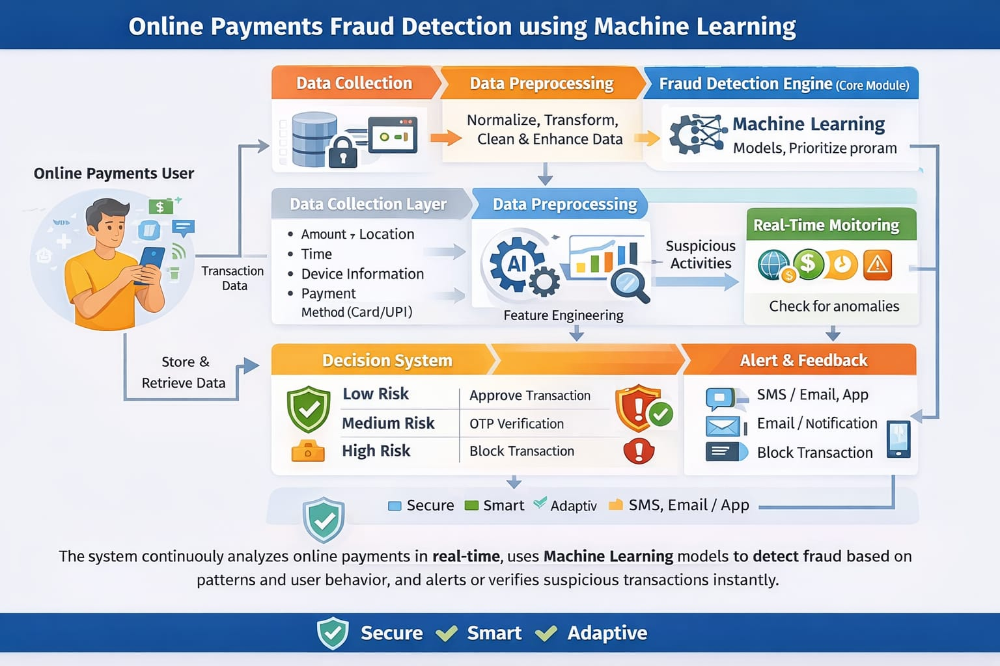 Online Payments Fraud Detection using Machine Learning
Data Collection
Data Preprocessing
Fraud Detection Engine (Core Module)
Normalize, Transform,
Clean & Enhance Data
Machine Learning
Models, Prioritize proram
Online Payments User
Transaction
Data
Data Collection Layer
• Amount , Location
• Time
• Device Information
• Payment
Method (Card/UPI)
Data Preprocessing
AI
Feature Engineering
Suspicious
Activities
Real-Time Moitoring
Check for anomalies
Store &
Retrieve Data
Decision System
Low Risk
Approve Transaction
Medium Risk
OTP Verification
High Risk
Block Transaction
Alert & Feedback
SMS / Email, App
Email / Notification
Block Transaction
Secure
Smart
Adaptiv
SMS, Email / App
The system continuouly analyzes online payments in real-time, uses Machine Learning models to detect fraud based on
patterns and user behavior, and alerts or verifies suspicious transactions instantly.
Secure
Smart
Adaptive